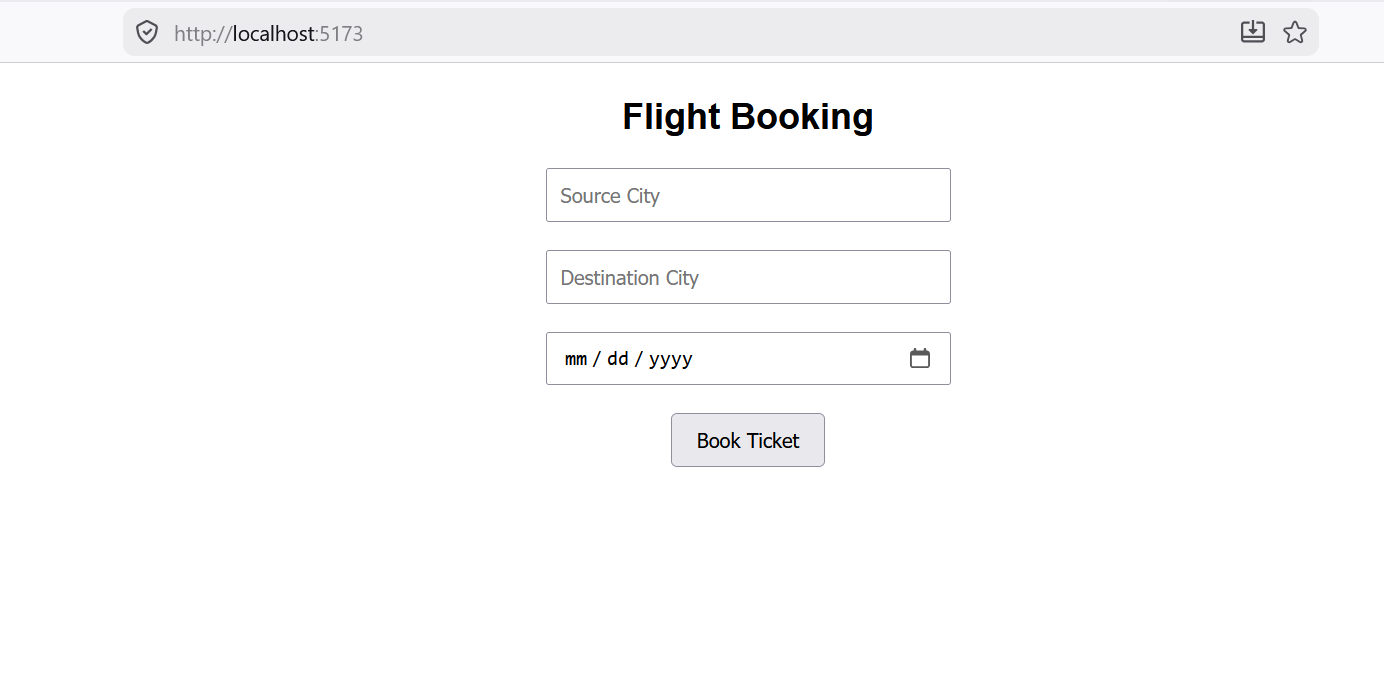 http://localhost:5173
Flight Booking
Source City
Destination City
mm / dd / yyyy
Book Ticket